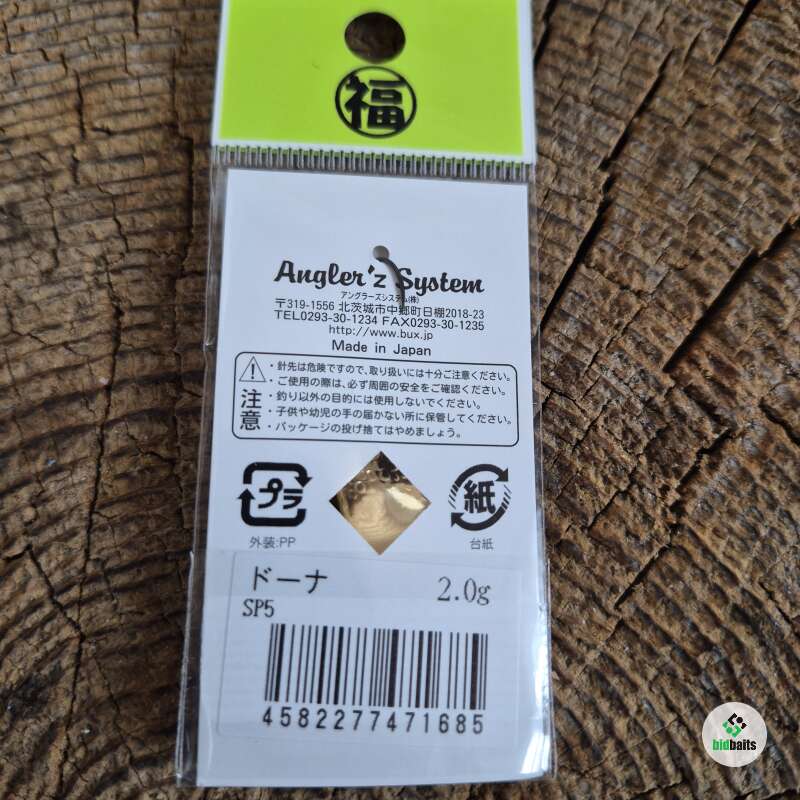 福
Angler'z System
アングラーズシステム(株)
〒319-1556 北茨城市中郷町日棚2018-23
TEL0293-30-1234 FAX0293-30-1235
http://www.bux.jp/
Made in Japan
・針先は危険ですので、取り扱いには十分ご注意ください。
・ご使用の際は、必ず周囲の安全をご確認ください。
注意
・釣り以外の目的には使用しないでください。
・子供や幼児の手の届かない所に保管してください。
・パッケージの投げ捨てはやめましょう。
プラ
紙
外装:PP
台紙
ドーナ 2.0g
SP5
4582277471685
bidbaits